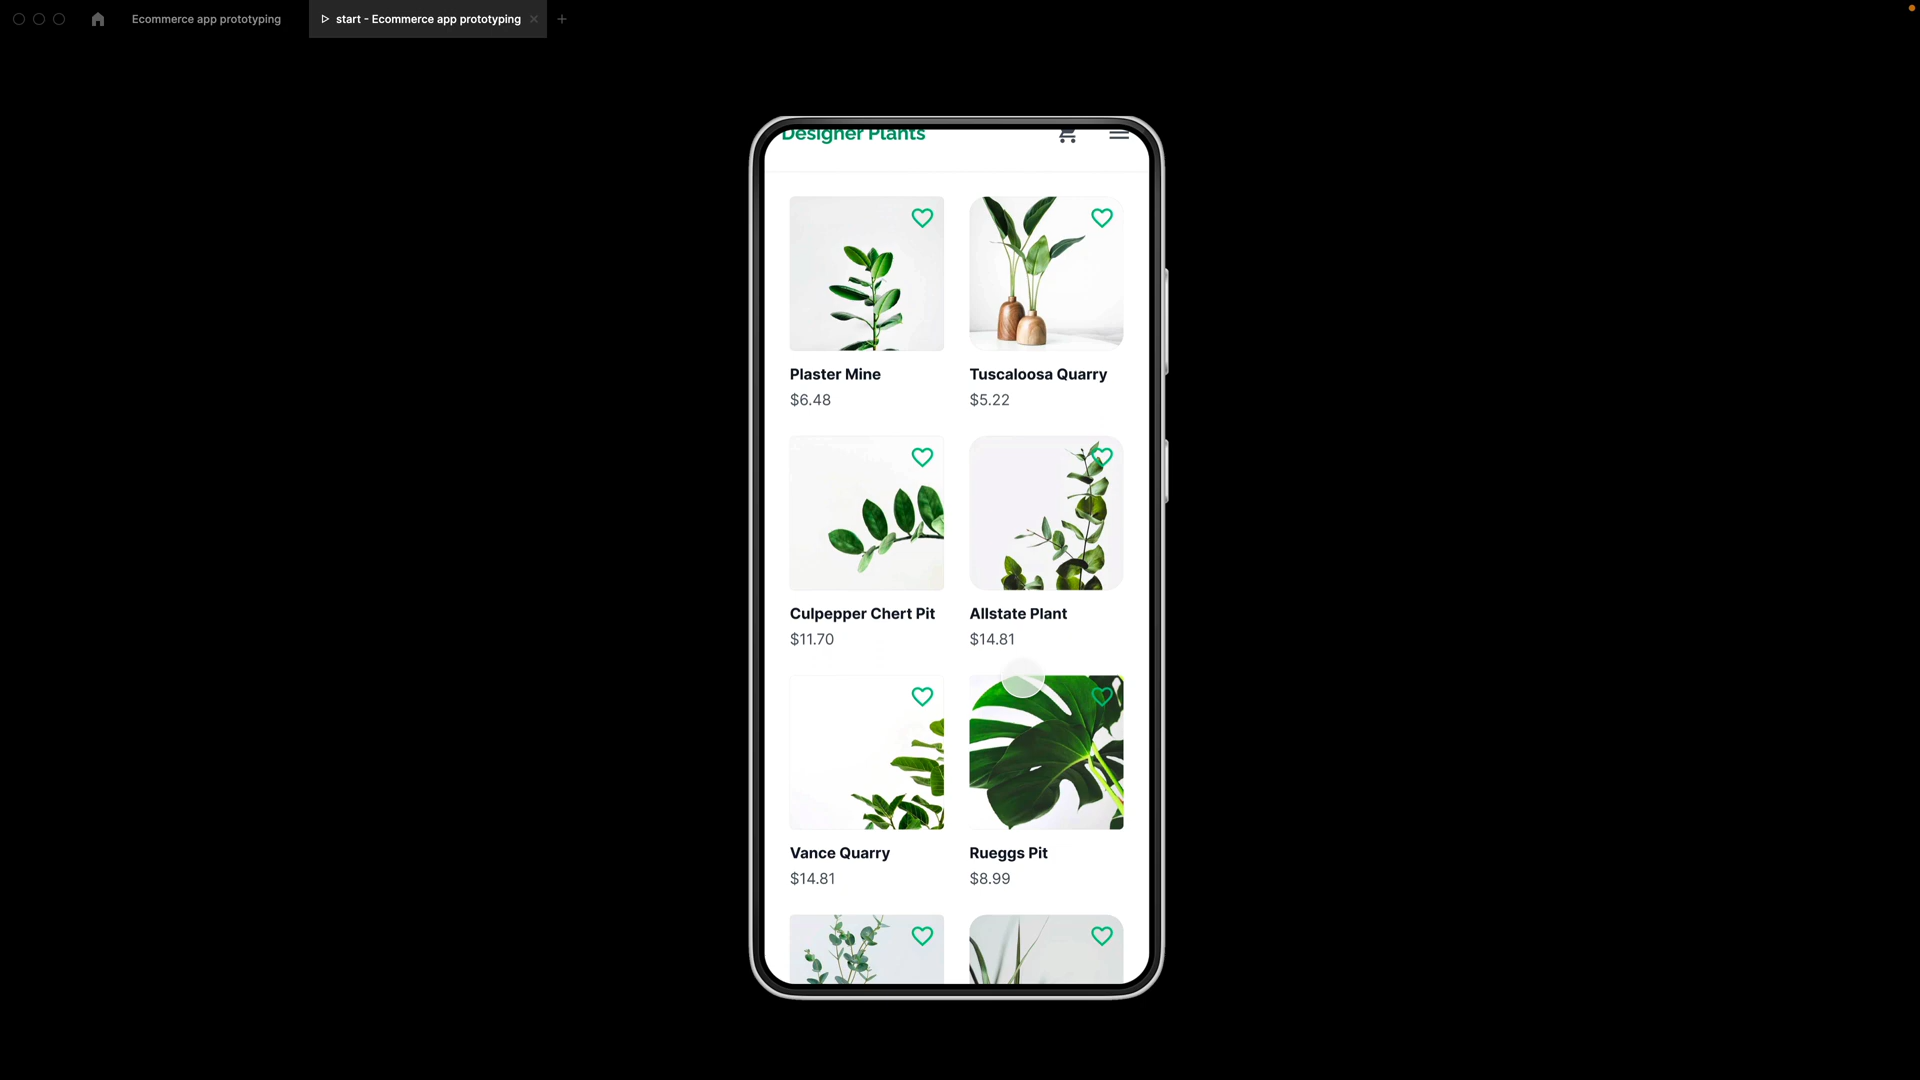 Ecommerce app prototyping
start - Ecommerce app prototyping
Designer Plants
Plaster Mine
$6.48
Tuscaloosa Quarry
$5.22
Culpepper Chert Pit
$11.70
Allstate Plant
$14.81
Vance Quarry
$14.81
Rueggs Pit
$8.99